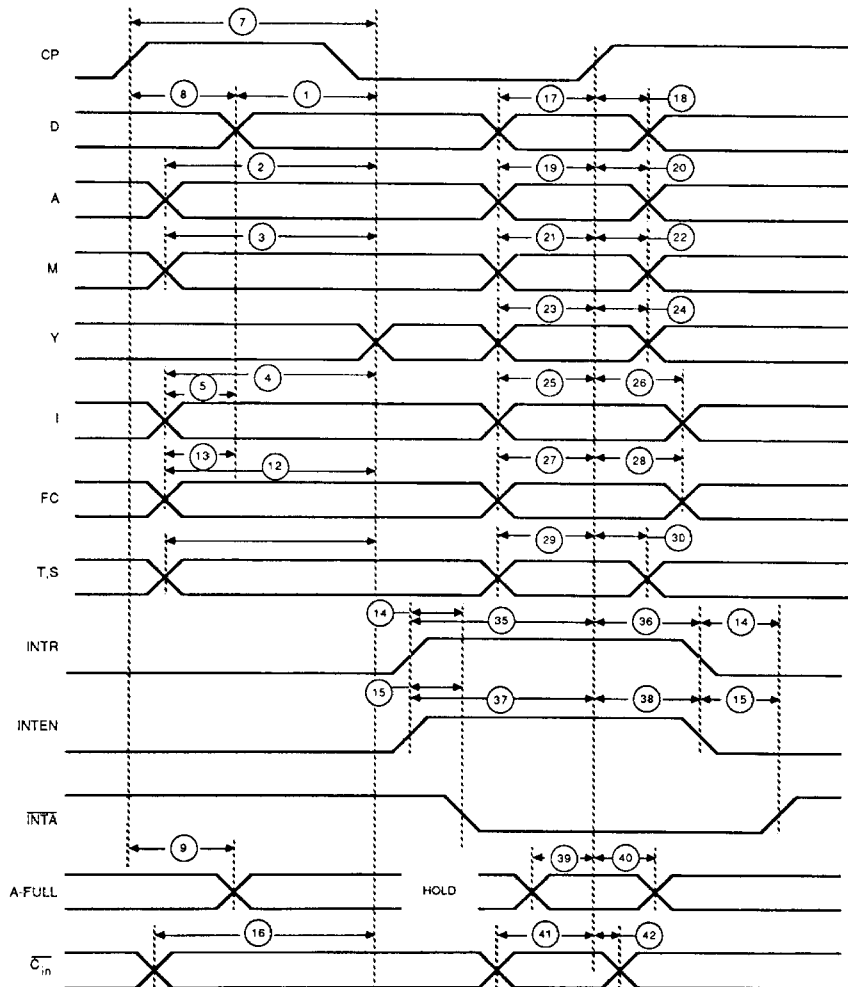 7
CP
8 1 17 18
D
2 19 20
A
3 21 22
M
23 24
Y
4 25 26
5
I
13 27 28
12
FC
29 30
T,S
14 35 36 14
INTR
15 37 38 15
INTEN
INTA
9 39 40
A-FULL HOLD
16 41 42
C̅in